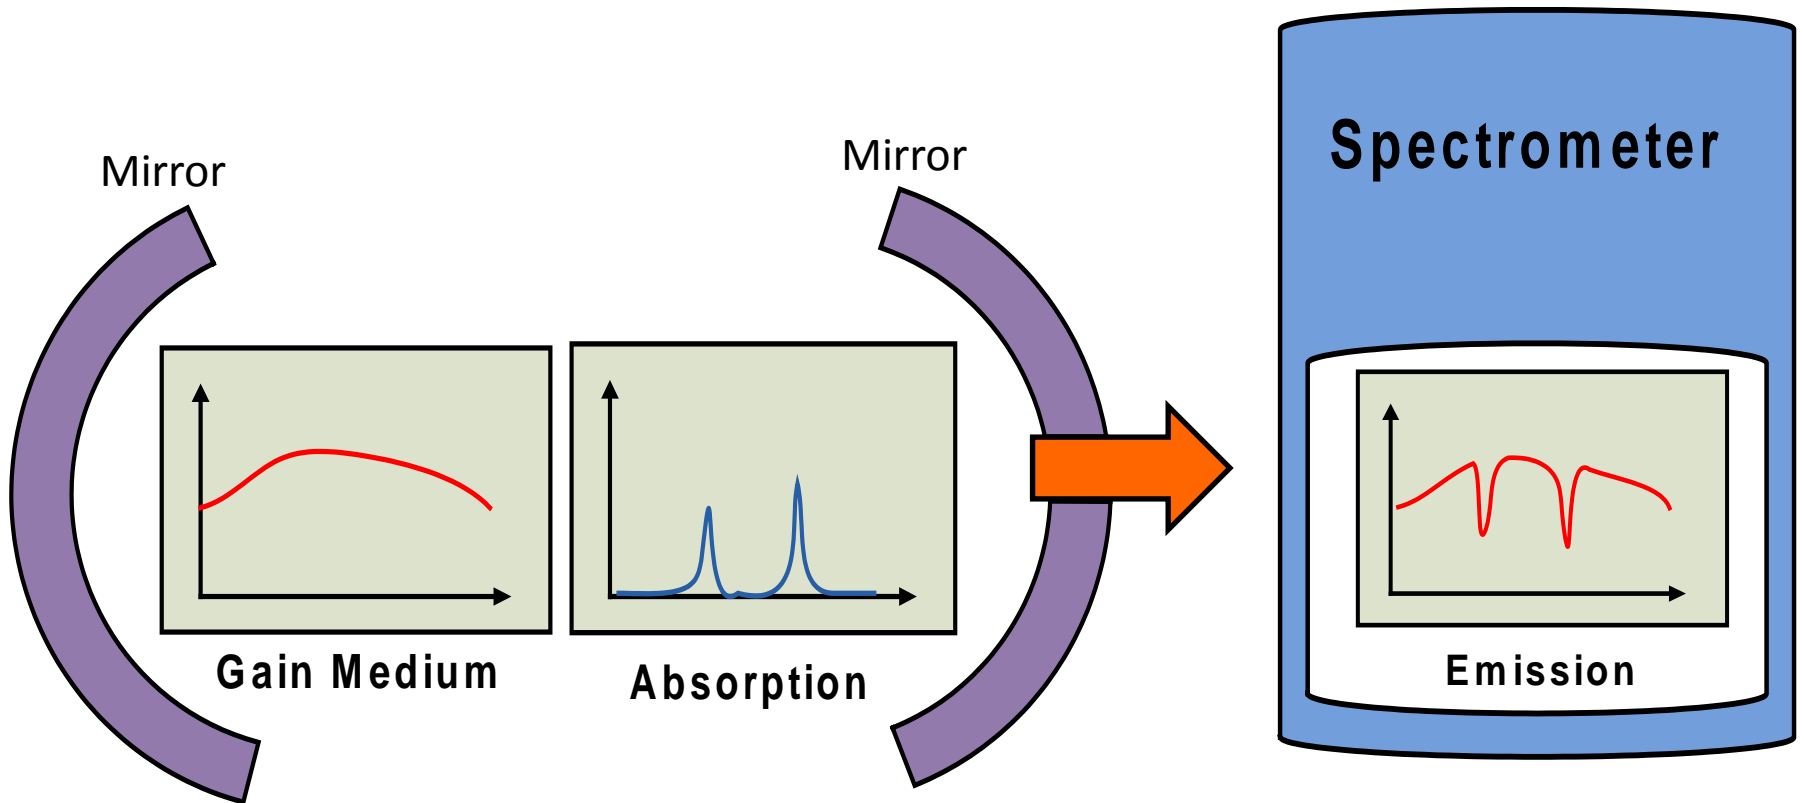 Mirror
Mirror
Spectrometer
Gain Medium
Absorption
Emission